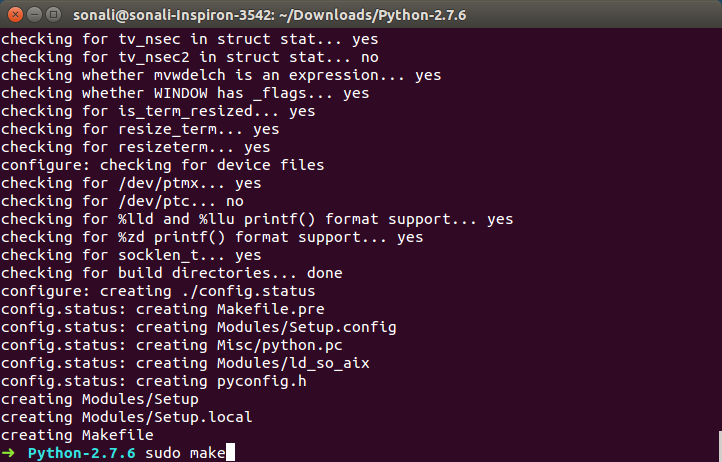 sonali@sonali-Inspiron-3542: ~/Downloads/Python-2.7.6
checking for tv_nsec in struct stat... yes
checking for tv_nsec2 in struct stat... no
checking whether mvwdelch is an expression... yes
checking whether WINDOW has _flags... yes
checking for is_term_resized... yes
checking for resize_term... yes
checking for resizeterm... yes
configure: checking for device files
checking for /dev/ptmx... yes
checking for /dev/ptc... no
checking for %lld and %llu printf() format support... yes
checking for %zd printf() format support... yes
checking for socklen_t... yes
checking for build directories... done
configure: creating ./config.status
config.status: creating Makefile.pre
config.status: creating Modules/Setup.config
config.status: creating Misc/python.pc
config.status: creating Modules/ld_so_aix
config.status: creating pyconfig.h
creating Modules/Setup
creating Modules/Setup.local
creating Makefile
➜ Python-2.7.6 sudo make